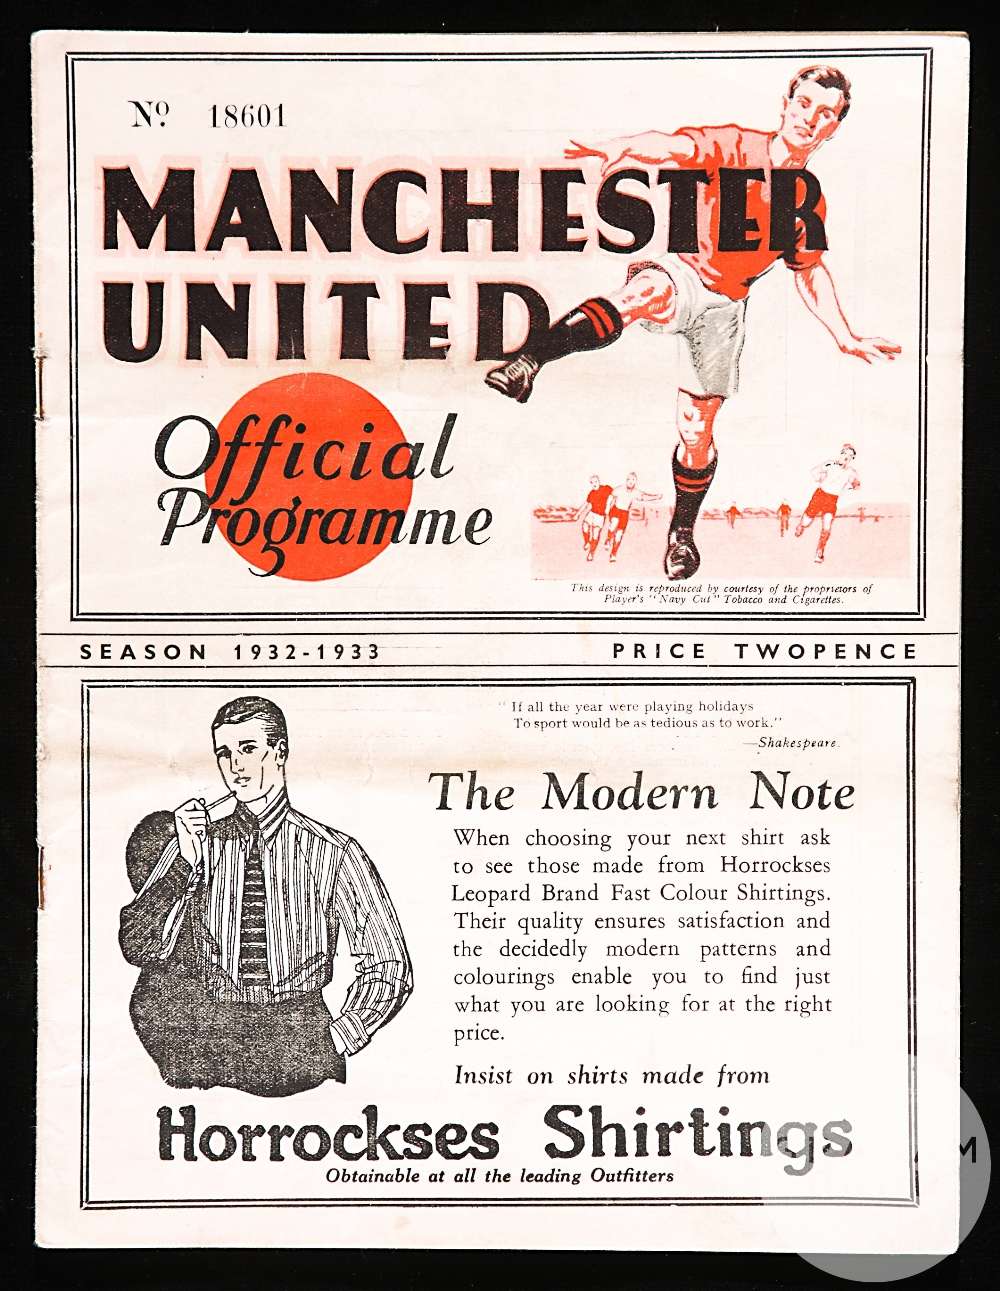 Nº 18601
MANCHESTER
UNITED
Official
Programme
This design is reproduced by courtesy of the proprietors of
Player's "Navy Cut" Tobacco and Cigarettes.
SEASON 1932-1933 PRICE TWOPENCE
"If all the year were playing holidays
To sport would be as tedious as to work."
—Shakespeare.
The Modern Note
When choosing your next shirt ask
to see those made from Horrockses
Leopard Brand Fast Colour Shirtings.
Their quality ensures satisfaction and
the decidedly modern patterns and
colourings enable you to find just
what you are looking for at the right
price.
Insist on shirts made from
Horrockses Shirtings
Obtainable at all the leading Outfitters